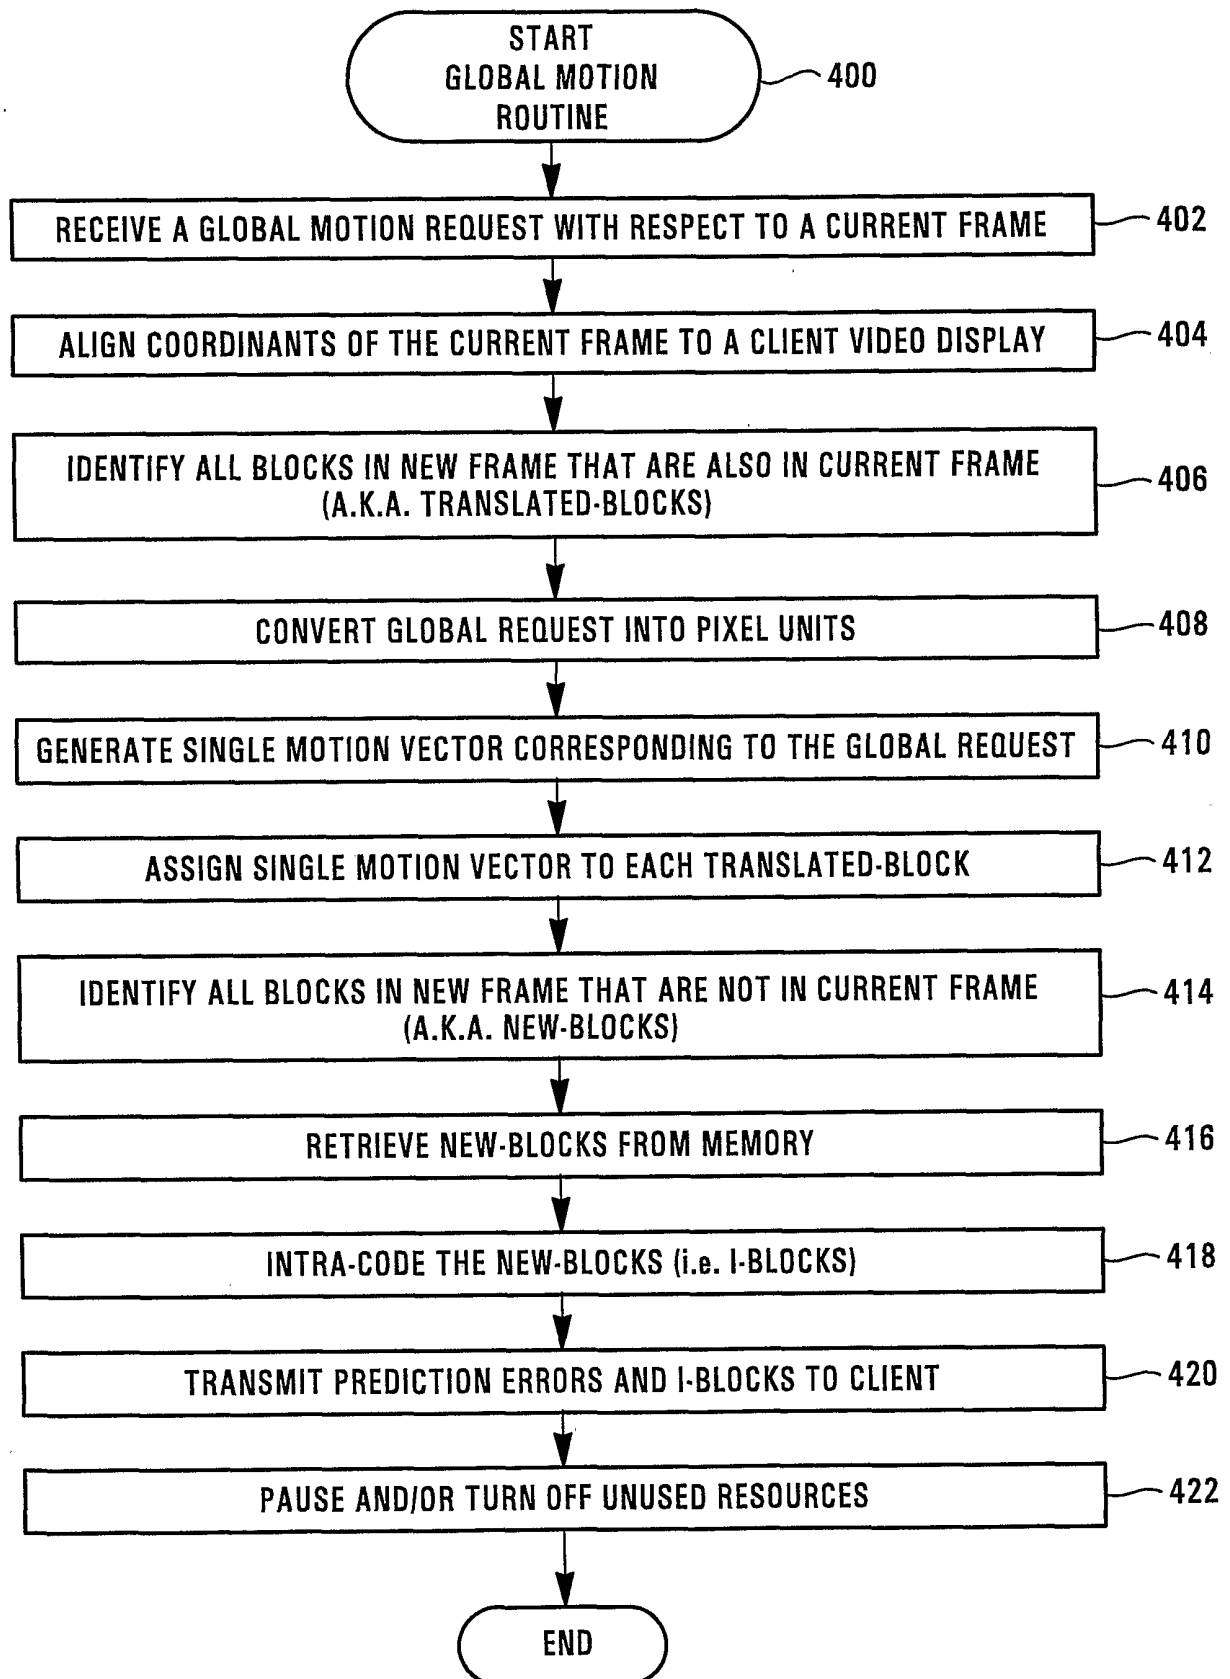 START
GLOBAL MOTION
ROUTINE
400
RECEIVE A GLOBAL MOTION REQUEST WITH RESPECT TO A CURRENT FRAME
402
ALIGN COORDINANTS OF THE CURRENT FRAME TO A CLIENT VIDEO DISPLAY
404
IDENTIFY ALL BLOCKS IN NEW FRAME THAT ARE ALSO IN CURRENT FRAME
(A.K.A. TRANSLATED-BLOCKS)
406
CONVERT GLOBAL REQUEST INTO PIXEL UNITS
408
GENERATE SINGLE MOTION VECTOR CORRESPONDING TO THE GLOBAL REQUEST
410
ASSIGN SINGLE MOTION VECTOR TO EACH TRANSLATED-BLOCK
412
IDENTIFY ALL BLOCKS IN NEW FRAME THAT ARE NOT IN CURRENT FRAME
(A.K.A. NEW-BLOCKS)
414
RETRIEVE NEW-BLOCKS FROM MEMORY
416
INTRA-CODE THE NEW-BLOCKS (i.e. I-BLOCKS)
418
TRANSMIT PREDICTION ERRORS AND I-BLOCKS TO CLIENT
420
PAUSE AND/OR TURN OFF UNUSED RESOURCES
422
END